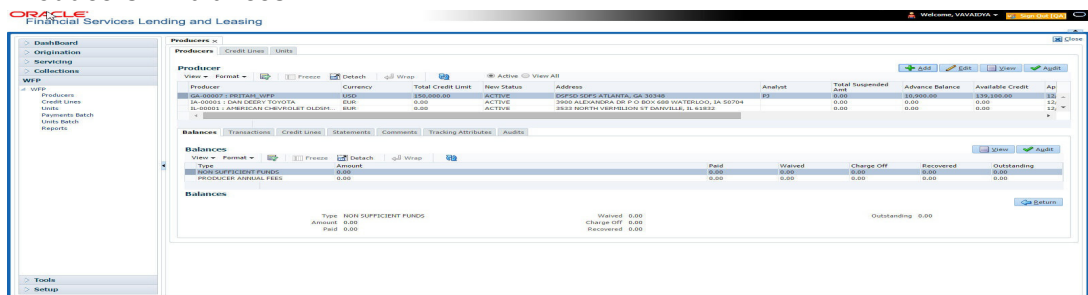 ORACLE
Financial Services Lending and Leasing
Welcome, VAVAIDYA
Sign Out
DashBoard
Origination
Servicing
Collections
WFP
WFP
Producers
Credit Lines
Units
Payments Batch
Units Batch
Reports
Tools
Setup
Producers x
Close
Producers Credit Lines Units
Producer
Add Edit View Audit
View Format Freeze Detach Wrap Active View All
Producer Currency Total Credit Limit New Status Address Analyst Total Suspended Amt Advance Balance Available Credit Ap
GA-00007 : PRITAM_WFP USD 150,000.00 ACTIVE DSFSD SDFS ATLANTA, GA 30348 PJ 0.00 10,900.00 139,100.00 12,
IA-00001 : DAN DEERY TOYOTA EUR 0.00 ACTIVE 3900 ALEXANDRA DR P O BOX 688 WATERLOO, IA 50704 0.00 0.00 0.00 12,
IL-00001 : AMERICAN CHEVROLET OLDSM... EUR 0.00 ACTIVE 3533 NORTH VERMILION ST DANVILLE, IL 61832 0.00 0.00 0.00 12,
Balances Transactions Credit Lines Statements Comments Tracking Attributes Audits
Balances
View Audit
View Format Freeze Detach Wrap
Type Amount Paid Waived Charge Off Recovered Outstanding
NON SUFFICIENT FUNDS 0.00 0.00 0.00 0.00 0.00 0.00
PRODUCER ANNUAL FEES 0.00 0.00 0.00 0.00 0.00 0.00
Balances
Return
Type NON SUFFICIENT FUNDS Waived 0.00 Outstanding 0.00
Amount 0.00 Charge Off 0.00
Paid 0.00 Recovered 0.00